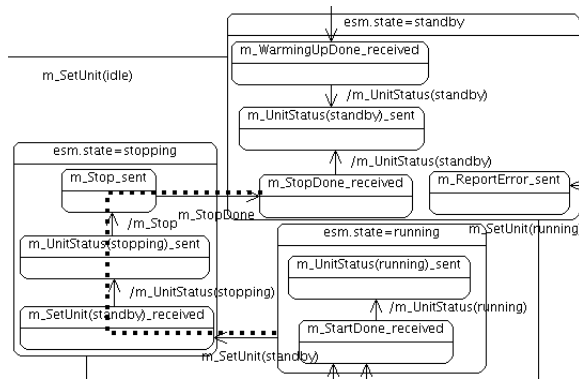 esm.state=standby
m_WarmingUpDone_received
m_SetUnit(idle)
/m_UnitStatus(standby)
m_UnitStatus(standby)_sent
esm.state=stopping
/m_UnitStatus(standby)
m_Stop_sent
m_StopDone_received
m_ReportError_sent
m_StopDone
/m_Stop
m_SetUnit(running)
esm.state=running
m_UnitStatus(stopping)_sent
m_UnitStatus(running)_sent
/m_UnitStatus(stopping)
/m_UnitStatus(running)
m_SetUnit(standby)_received
m_StartDone_received
m_SetUnit(standby)